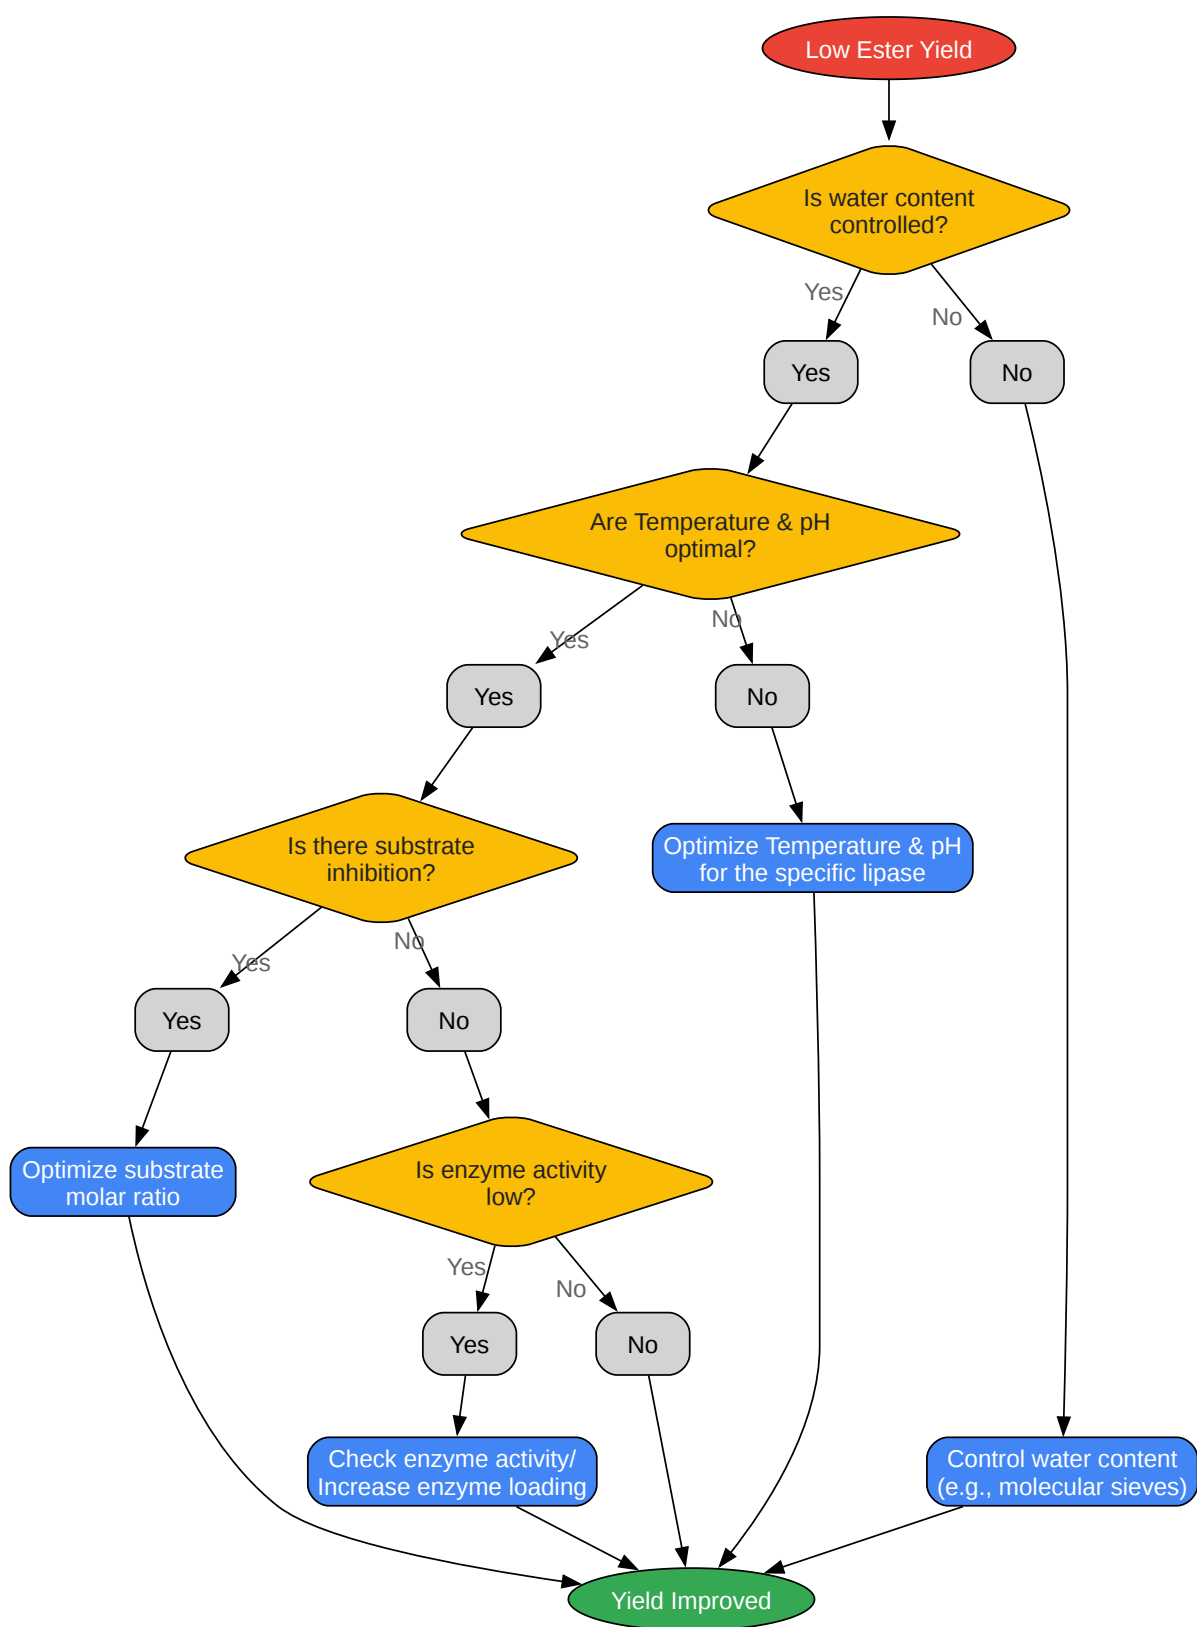 Low Ester Yield
Is water content
controlled?
Yes
No
Yes
No
Are Temperature & pH
optimal?
Yes
No
Yes
No
Is there substrate
inhibition?
Optimize Temperature & pH
for the specific lipase
Yes
No
Yes
No
Optimize substrate
molar ratio
Is enzyme activity
low?
Yes
No
Yes
No
Check enzyme activity/
Increase enzyme loading
Control water content
(e.g., molecular sieves)
Yield Improved